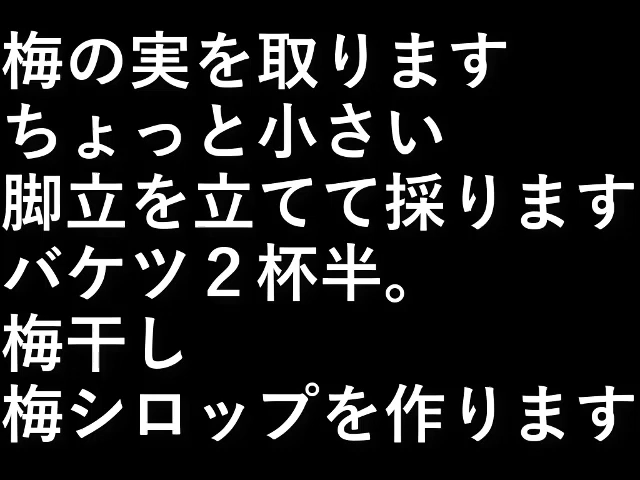 梅の実を取ります
ちょっと小さい
脚立を立てて採ります
バケツ２杯半。
梅干し
梅シロップを作ります